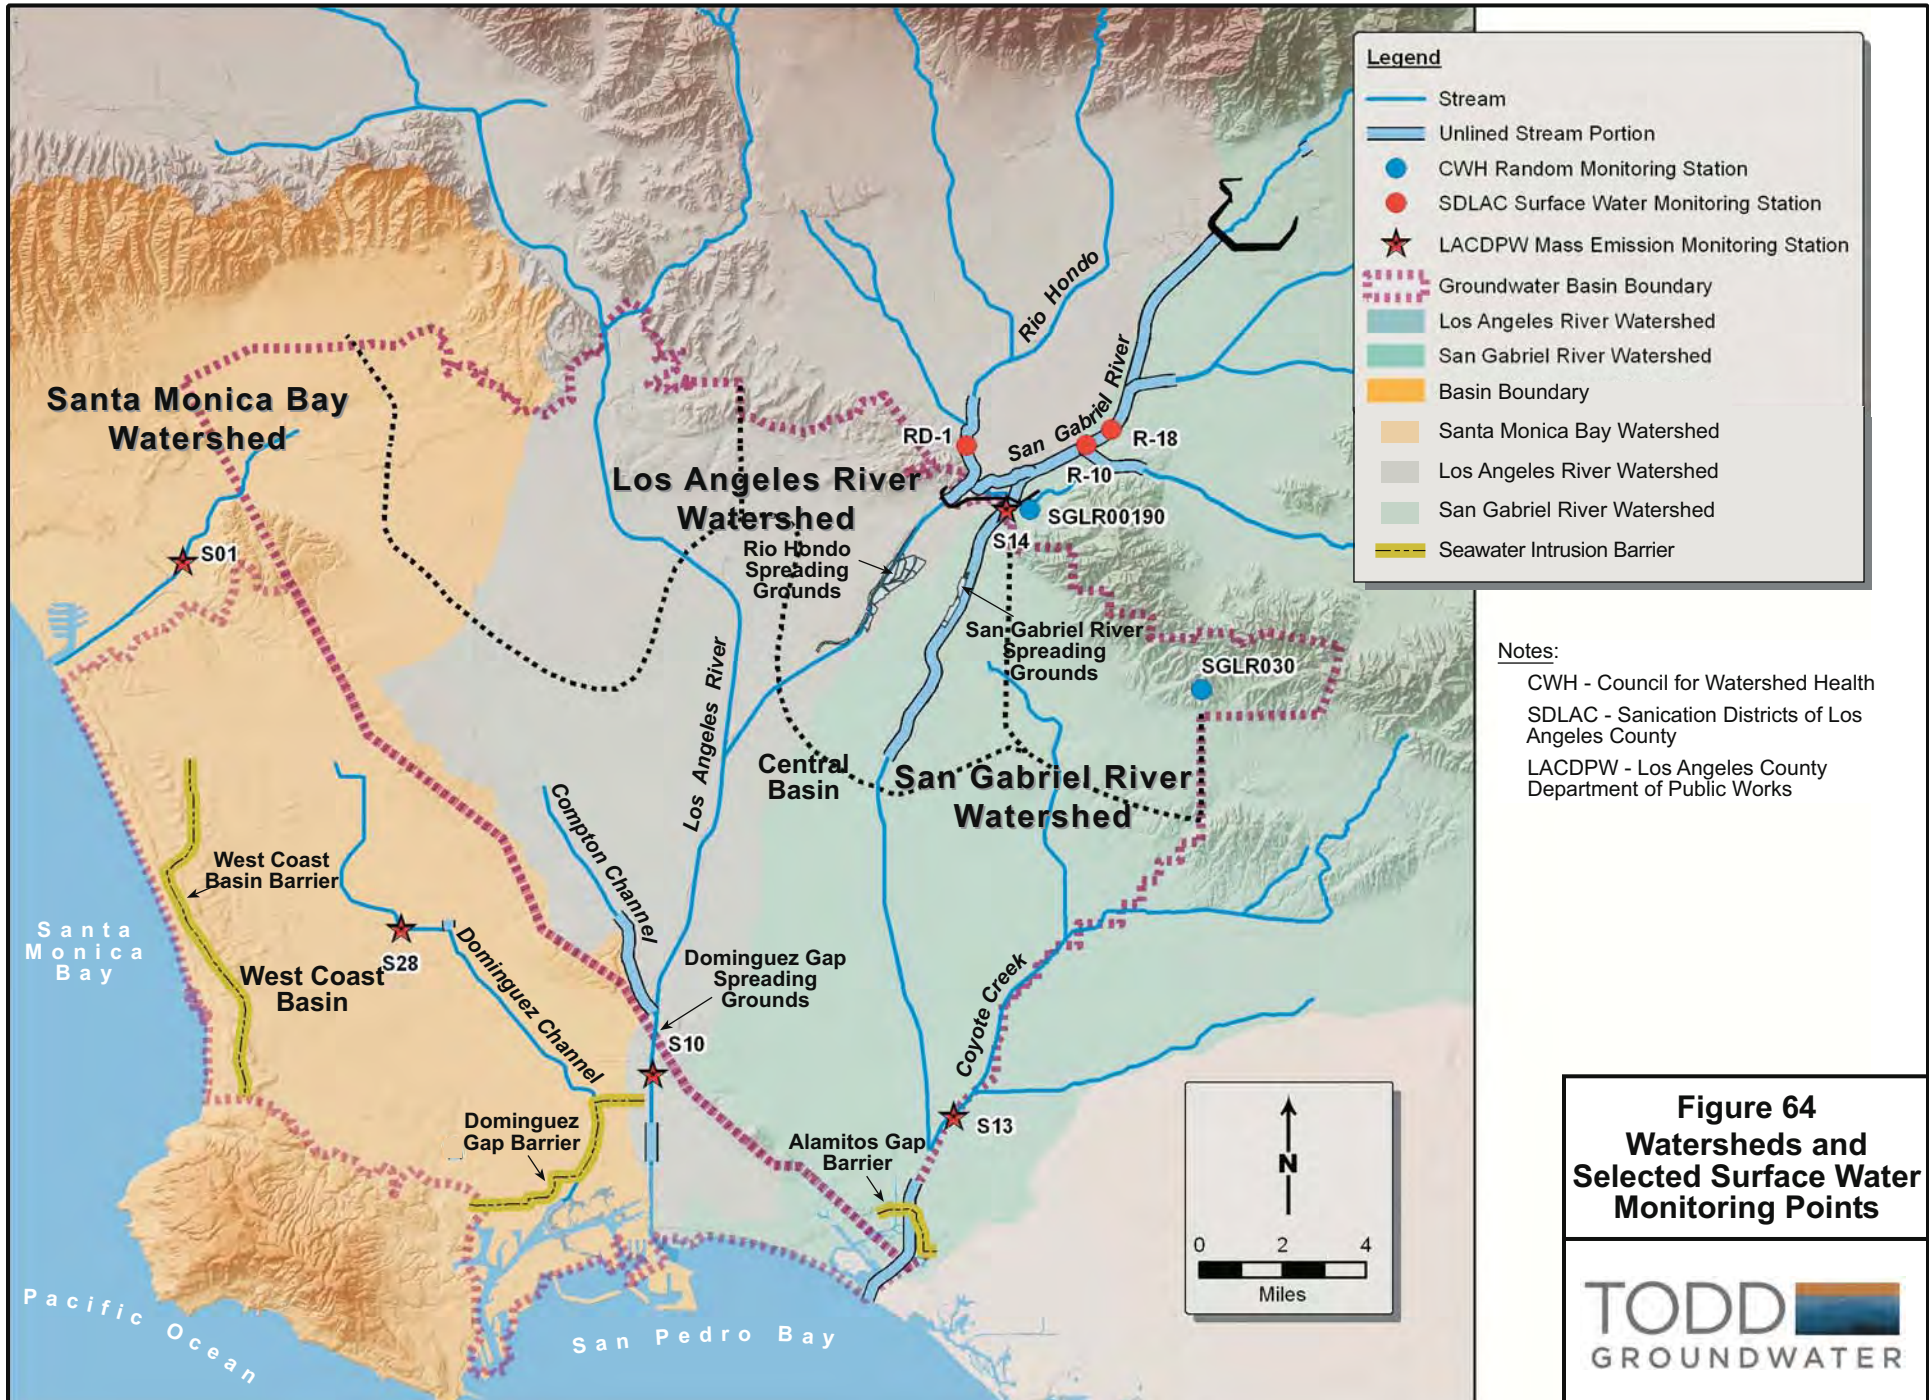 Legend
Stream
Unlined Stream Portion
CWH Random Monitoring Station
SDLAC Surface Water Monitoring Station
LACDPW Mass Emission Monitoring Station
Groundwater Basin Boundary
Los Angeles River Watershed
San Gabriel River Watershed
Basin Boundary
Santa Monica Bay Watershed
Los Angeles River Watershed
San Gabriel River Watershed
Seawater Intrusion Barrier
Rio Hondo
San Gabriel River
Santa Monica Bay
Watershed
RD-1
R-18
R-10
Los Angeles River
Watershed
SGLR00190
S14
S01
Rio Hondo
Spreading
Grounds
San Gabriel River
Spreading
Grounds
SGLR030
Los Angeles River
Central
Basin
San Gabriel River
Watershed
Compton Channel
West Coast
Basin Barrier
Santa
Monica
Bay
S28
West Coast
Basin
Dominguez Channel
Dominguez Gap
Spreading
Grounds
S10
Coyote Creek
S13
Dominguez
Gap Barrier
Alamitos Gap
Barrier
Pacific Ocean
San Pedro Bay
N
0 2 4
Miles
Notes:
CWH - Council for Watershed Health
SDLAC - Sanication Districts of Los
Angeles County
LACDPW - Los Angeles County
Department of Public Works
Figure 64
Watersheds and
Selected Surface Water
Monitoring Points
TODD
GROUNDWATER